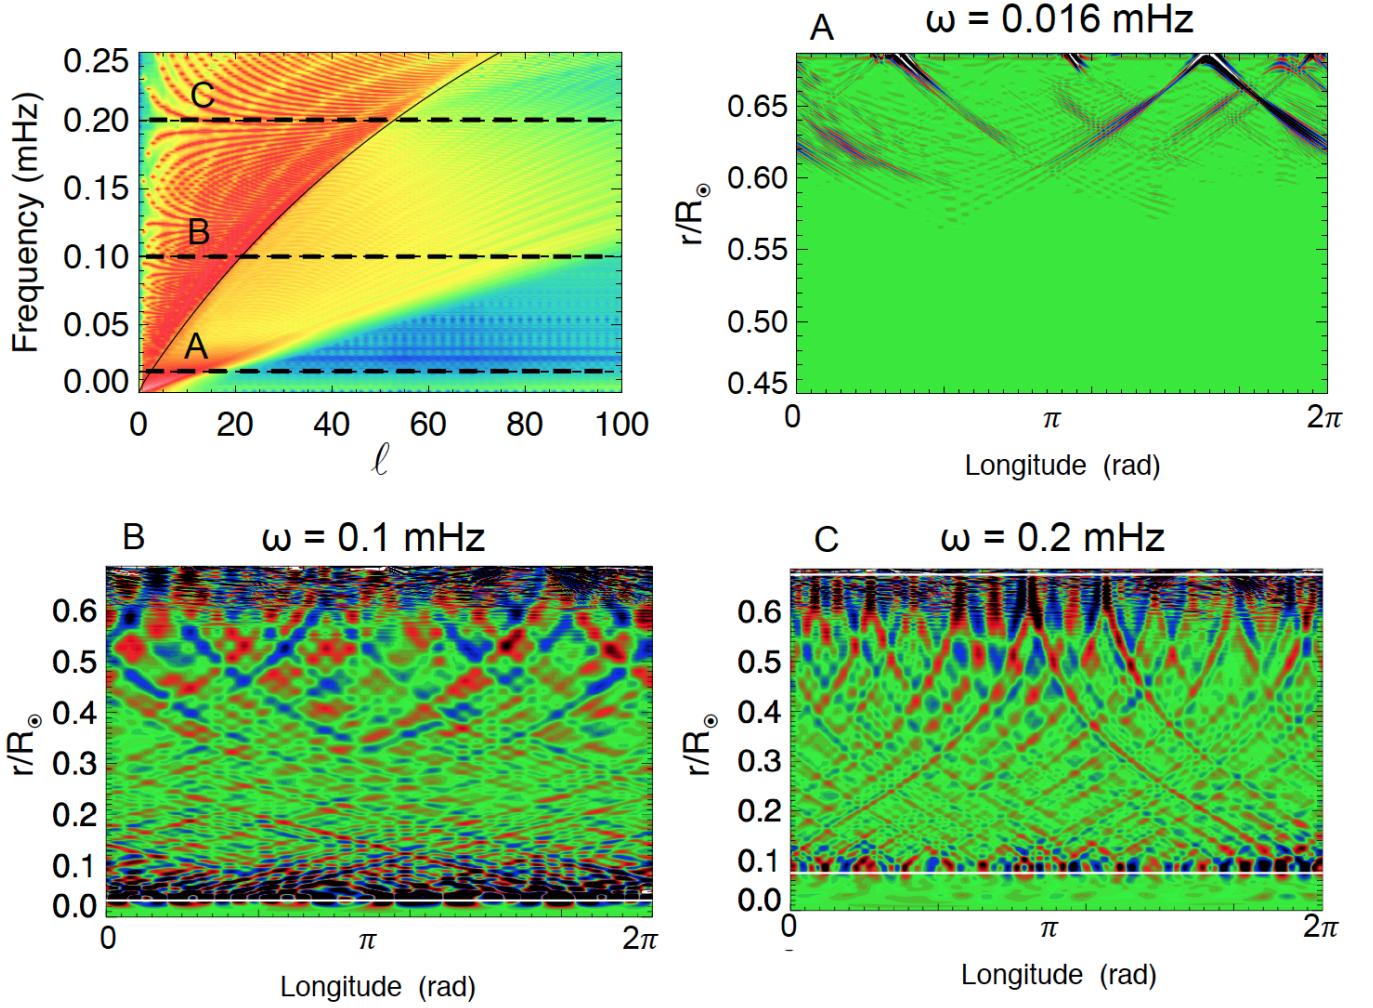 0.25
0.20
0.15
0.10
0.05
0.00
Frequency (mHz)
C
B
A
0 20 40 60 80 100
ℓ
A ω = 0.016 mHz
0.65
0.60
0.55
0.50
0.45
r/R☉
0 π 2π
Longitude (rad)
B ω = 0.1 mHz
0.6
0.5
0.4
0.3
0.2
0.1
0.0
r/R☉
0 π 2π
Longitude (rad)
C ω = 0.2 mHz
0.6
0.5
0.4
0.3
0.2
0.1
0.0
r/R☉
0 π 2π
Longitude (rad)